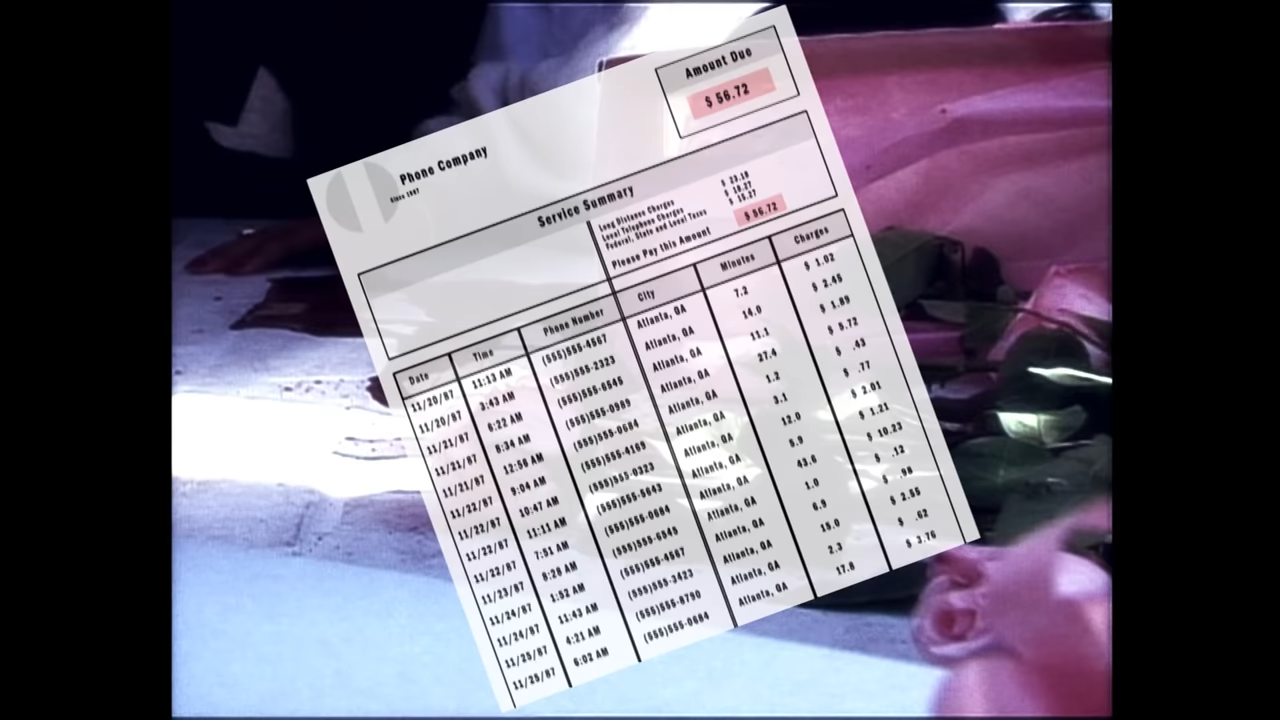 Amount Due
$ 56.72
Phone Company
Since 1967
Service Summary
Long Distance Charges $ 23.18
Local Telephone Charges $ 18.27
Federal, State and Local Taxes $ 15.27
Please Pay this Amount $ 56.72
Date Time Phone Number City Minutes Charges
11/20/87 11:13 AM (555)555-4567 Atlanta, GA 7.2 $ 1.02
11/20/87 3:43 AM (555)555-2323 Atlanta, GA 14.0 $ 2.45
11/21/87 6:22 AM (555)555-6545 Atlanta, GA 11.1 $ 1.89
11/21/87 8:34 AM (555)555-0989 Atlanta, GA 27.4 $ 5.72
11/21/87 12:56 AM (555)555-0684 Atlanta, GA 1.2 $ .43
11/22/87 9:04 AM (555)555-4169 Atlanta, GA 3.1 $ .77
11/22/87 10:47 AM (555)555-0323 Atlanta, GA 12.0 $ 2.01
11/22/87 11:11 AM (555)555-5643 Atlanta, GA 5.9 $ 1.21
11/22/87 7:51 AM (555)555-0684 Atlanta, GA 43.6 $ 10.23
11/23/87 8:28 AM (555)555-6545 Atlanta, GA 1.0 $ .12
11/24/87 1:52 AM (555)555-4567 Atlanta, GA 6.9 $ .99
11/24/87 11:43 AM (555)555-3423 Atlanta, GA 15.0 $ 2.85
11/25/87 4:21 AM (555)555-8790 Atlanta, GA 2.3 $ .62
11/25/87 6:02 AM (555)555-0684 Atlanta, GA 17.8 $ 3.76